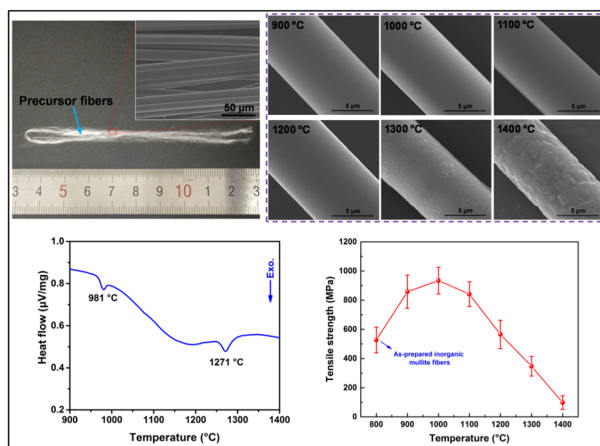 Precursor fibers
50 μm
3 4 5 6 7 8 9 10 1 2 3
900 °C
5 μm
1000 °C
5 μm
1100 °C
5 μm
1200 °C
5 μm
1300 °C
5 μm
1400 °C
5 μm
1.0
0.8
0.6
0.4
0.2
0.0
Heat flow (μV/mg)
981 °C
1271 °C
Exo.
900 1000 1100 1200 1300 1400
Temperature (°C)
1200
1000
800
600
400
200
0
Tensile strength (MPa)
As-prepared inorganic
mullite fibers
800 900 1000 1100 1200 1300 1400
Temperature (°C)